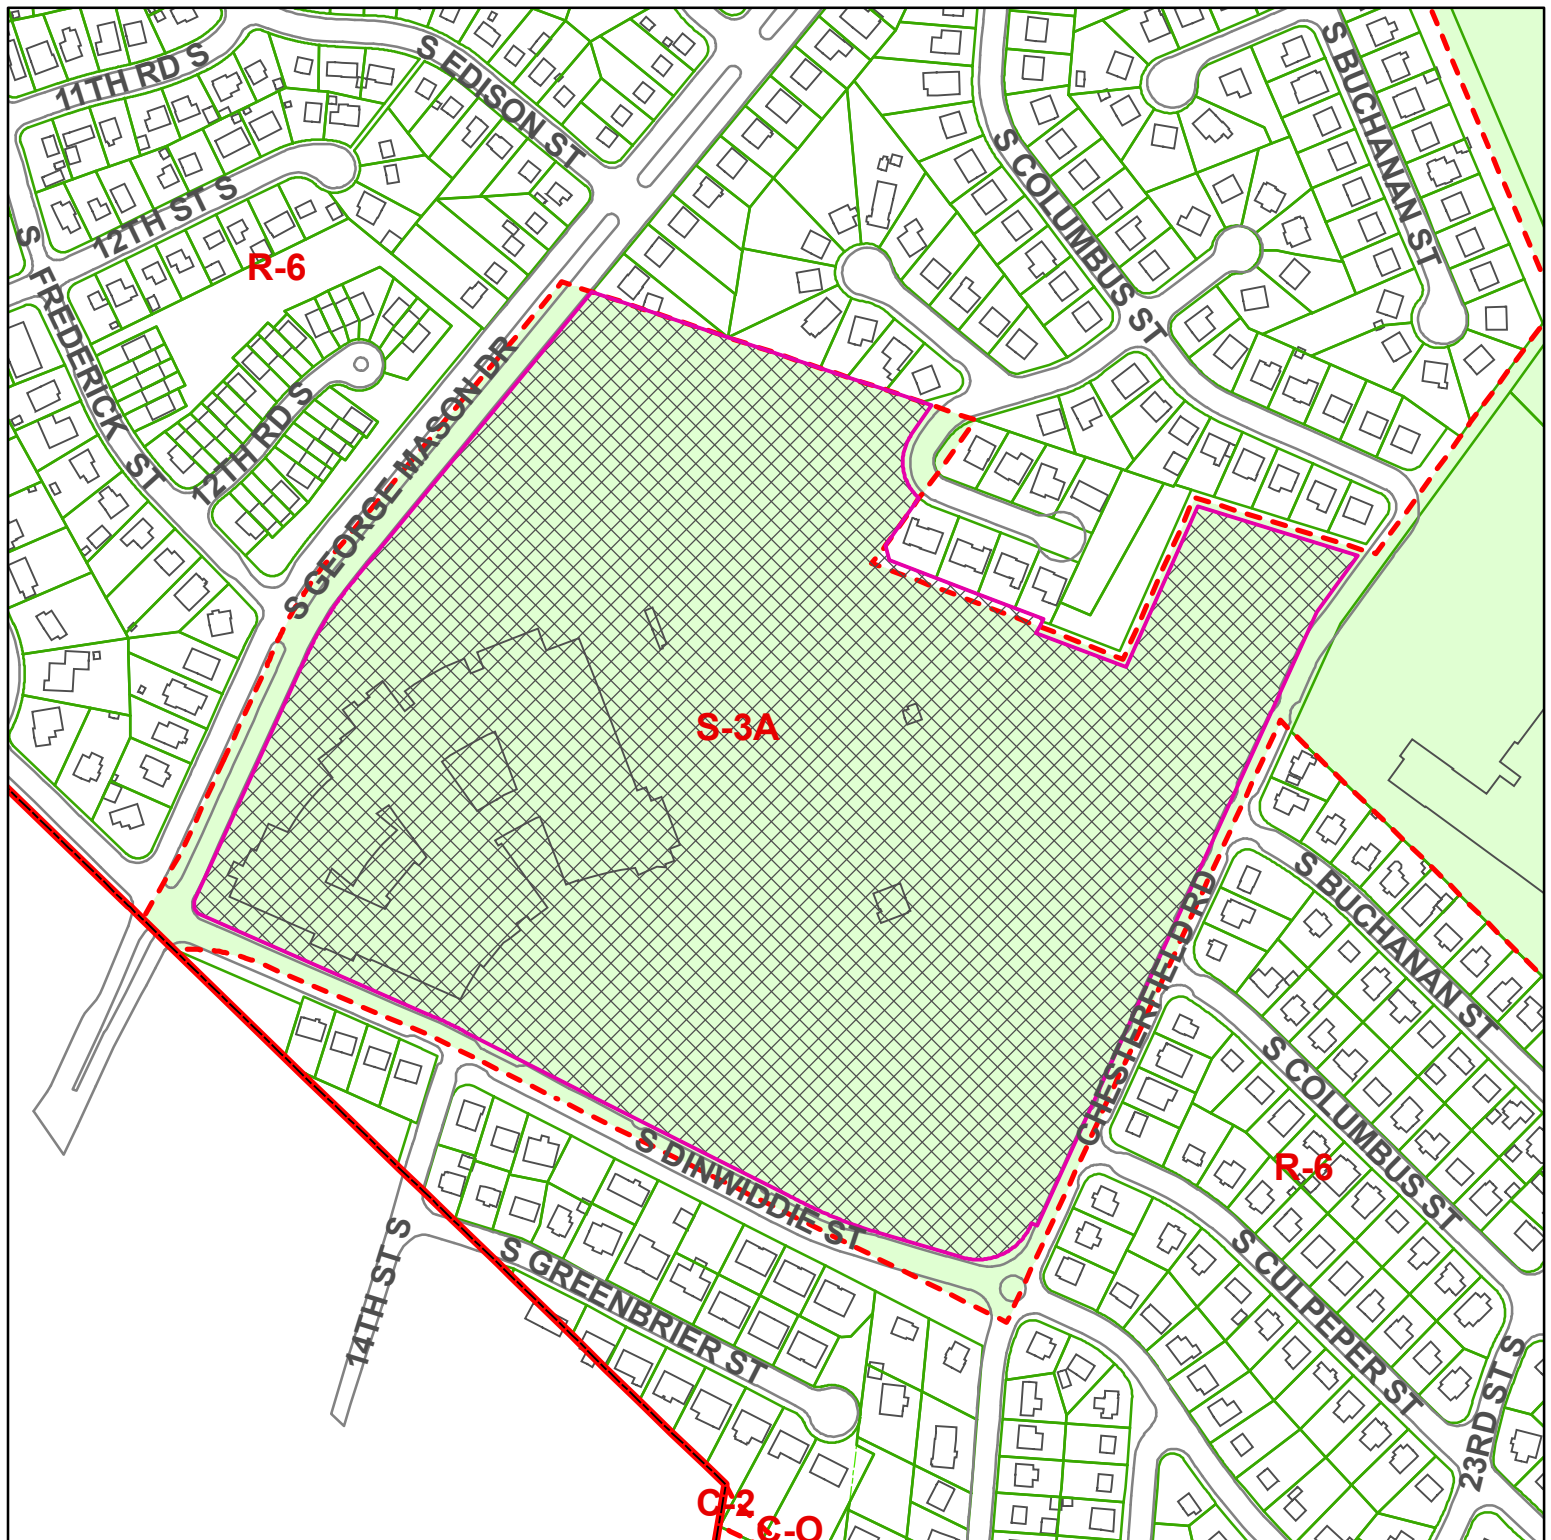 11TH RD S
S EDISON ST
S BUCHANAN ST
S COLUMBUS ST
12TH ST S
R-6
S FREDERICK ST
S GEORGE MASON DR
12TH RD S
S-3A
S BUCHANAN ST
CHESTERFIELD RD
S COLUMBUS ST
S DINWIDDIE ST
R-6
14TH ST S
S GREENBRIER ST
S CULPEPER ST
23RD ST S
C-2
C-O